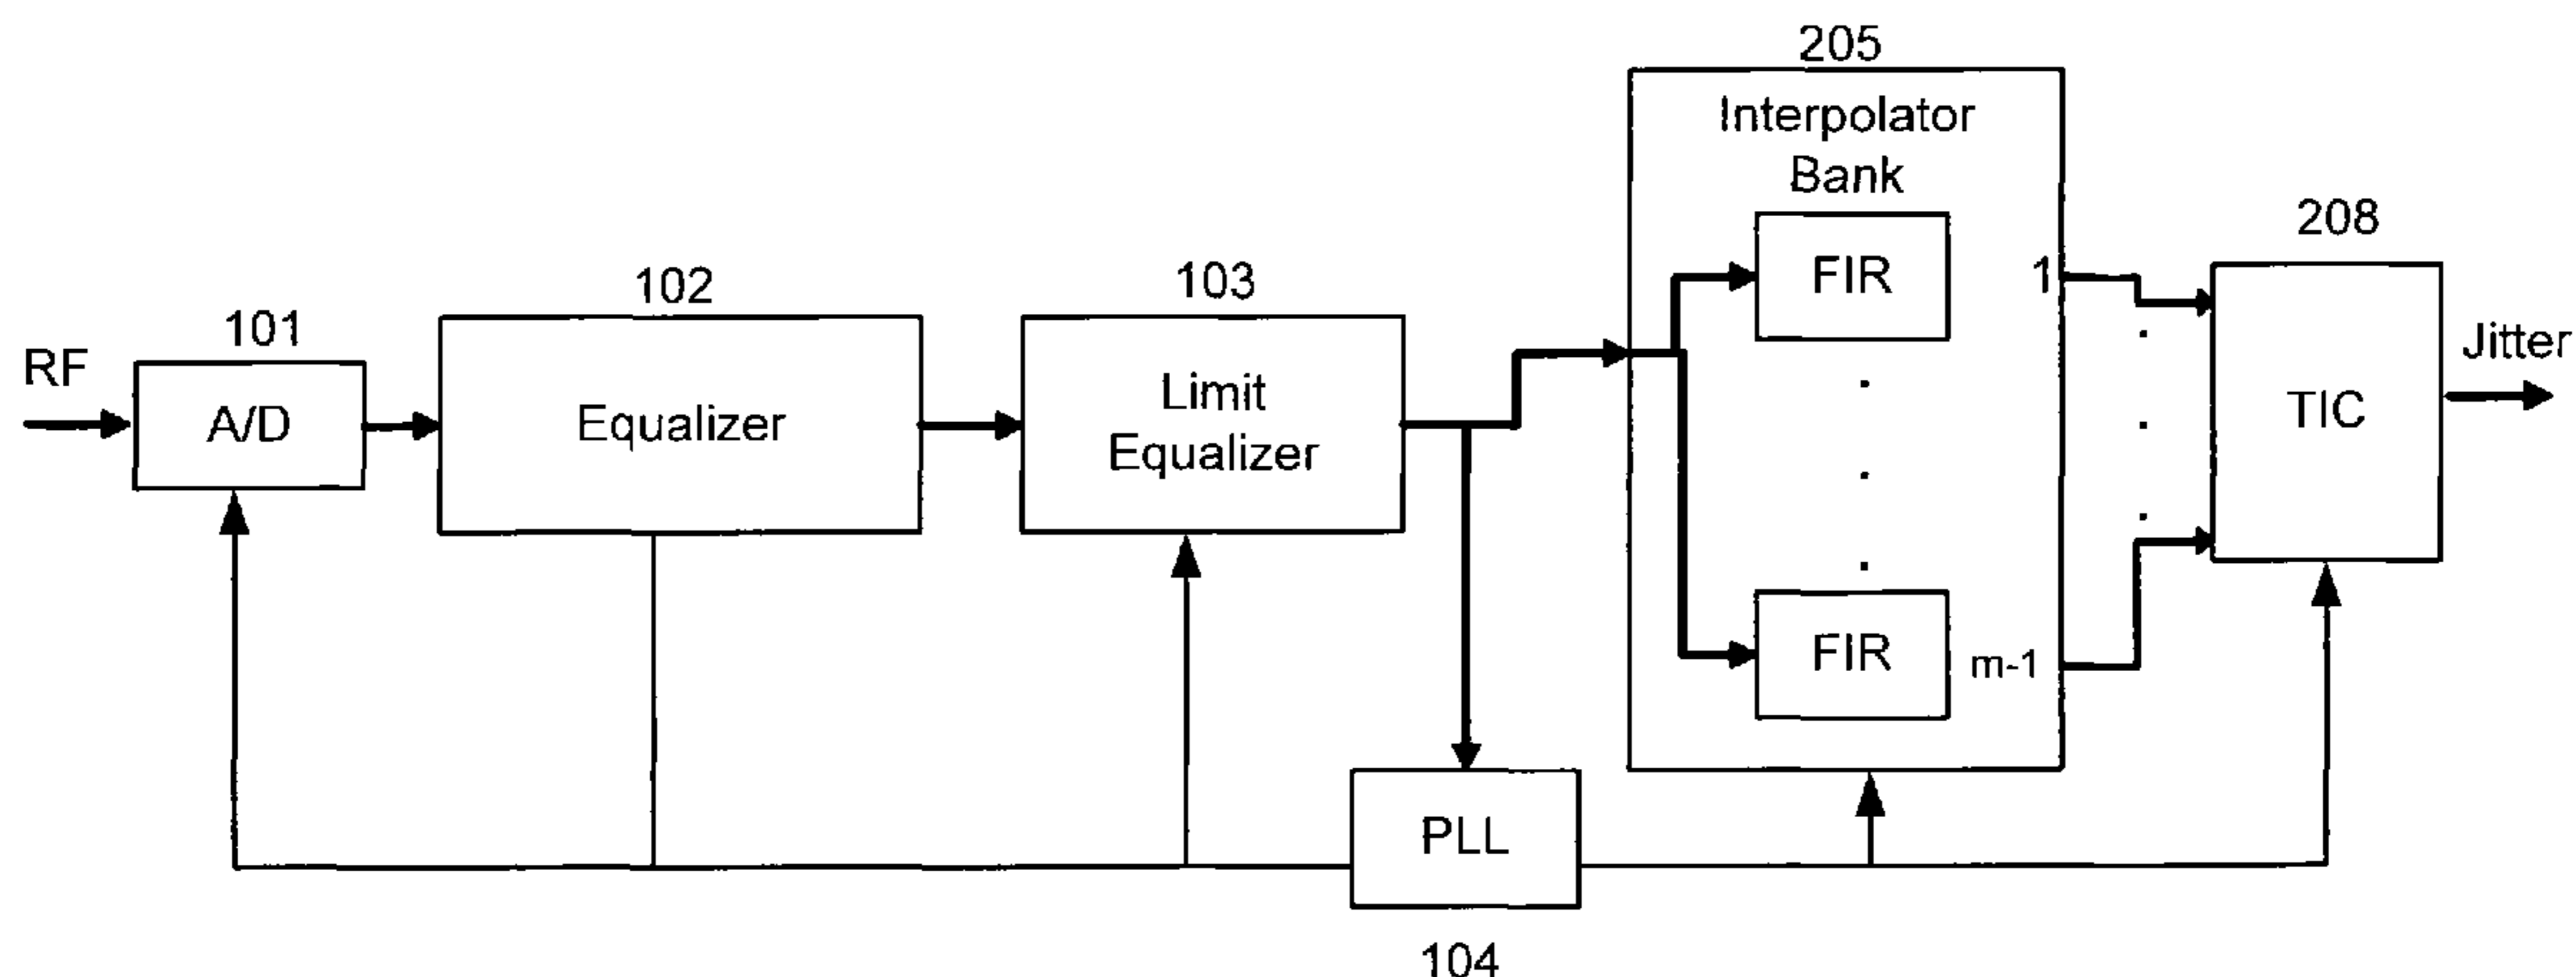 205
Interpolator
Bank
208
102
103
FIR
1
101
RF
Jitter
A/D
Equalizer
Limit
Equalizer
TIC
FIR
m-1
PLL
104